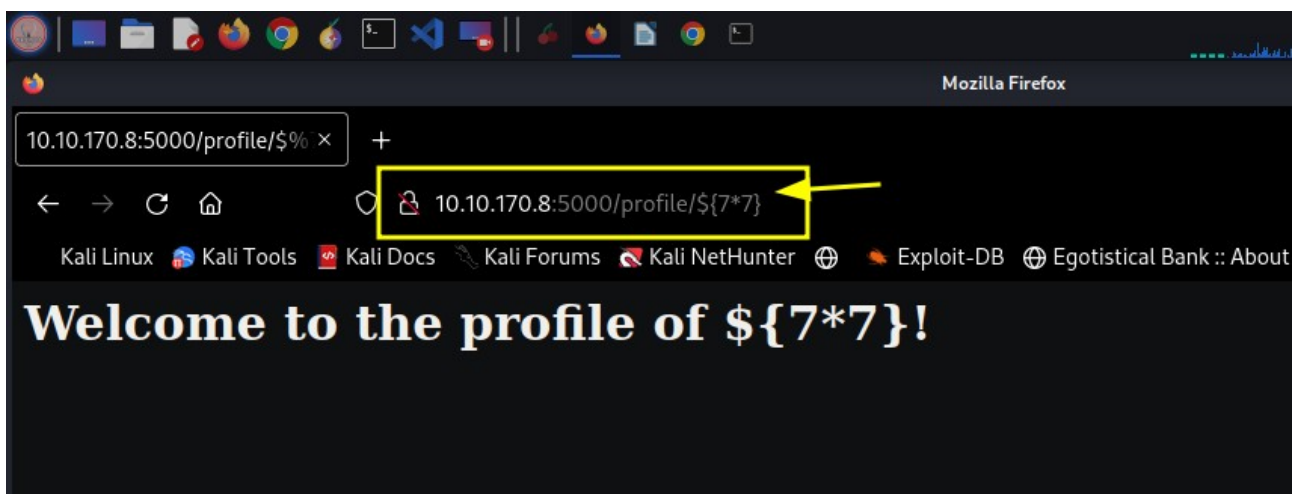 Mozilla Firefox
10.10.170.8:5000/profile/$%
10.10.170.8:5000/profile/${7*7}
Kali Linux Kali Tools Kali Docs Kali Forums Kali NetHunter Exploit-DB Egotistical Bank :: About
Welcome to the profile of ${7*7}!